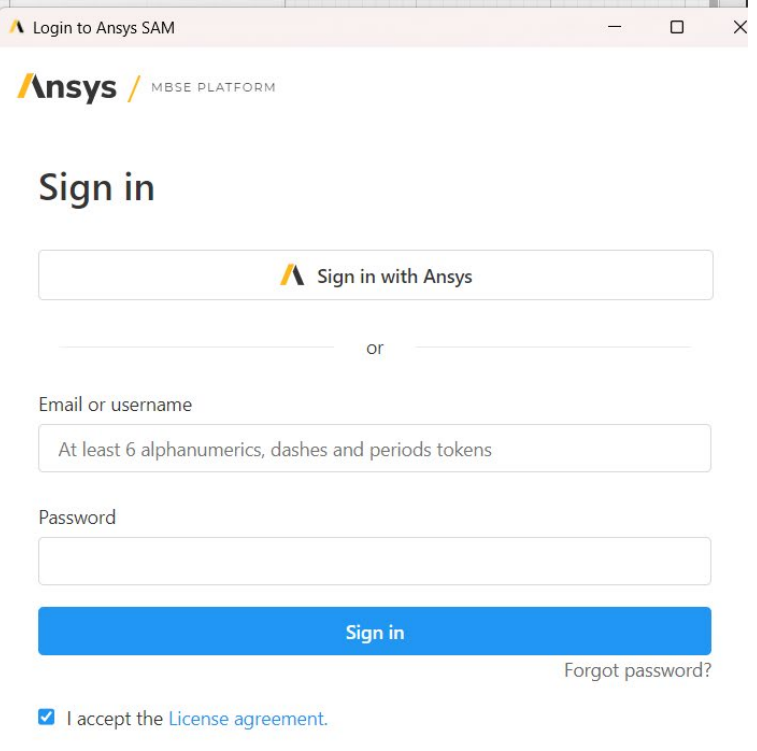 Login to Ansys SAM
Ansys / MBSE PLATFORM
Sign in
Sign in with Ansys
or
Email or username
At least 6 alphanumerics, dashes and periods tokens
Password
Sign in
Forgot password?
I accept the License agreement.